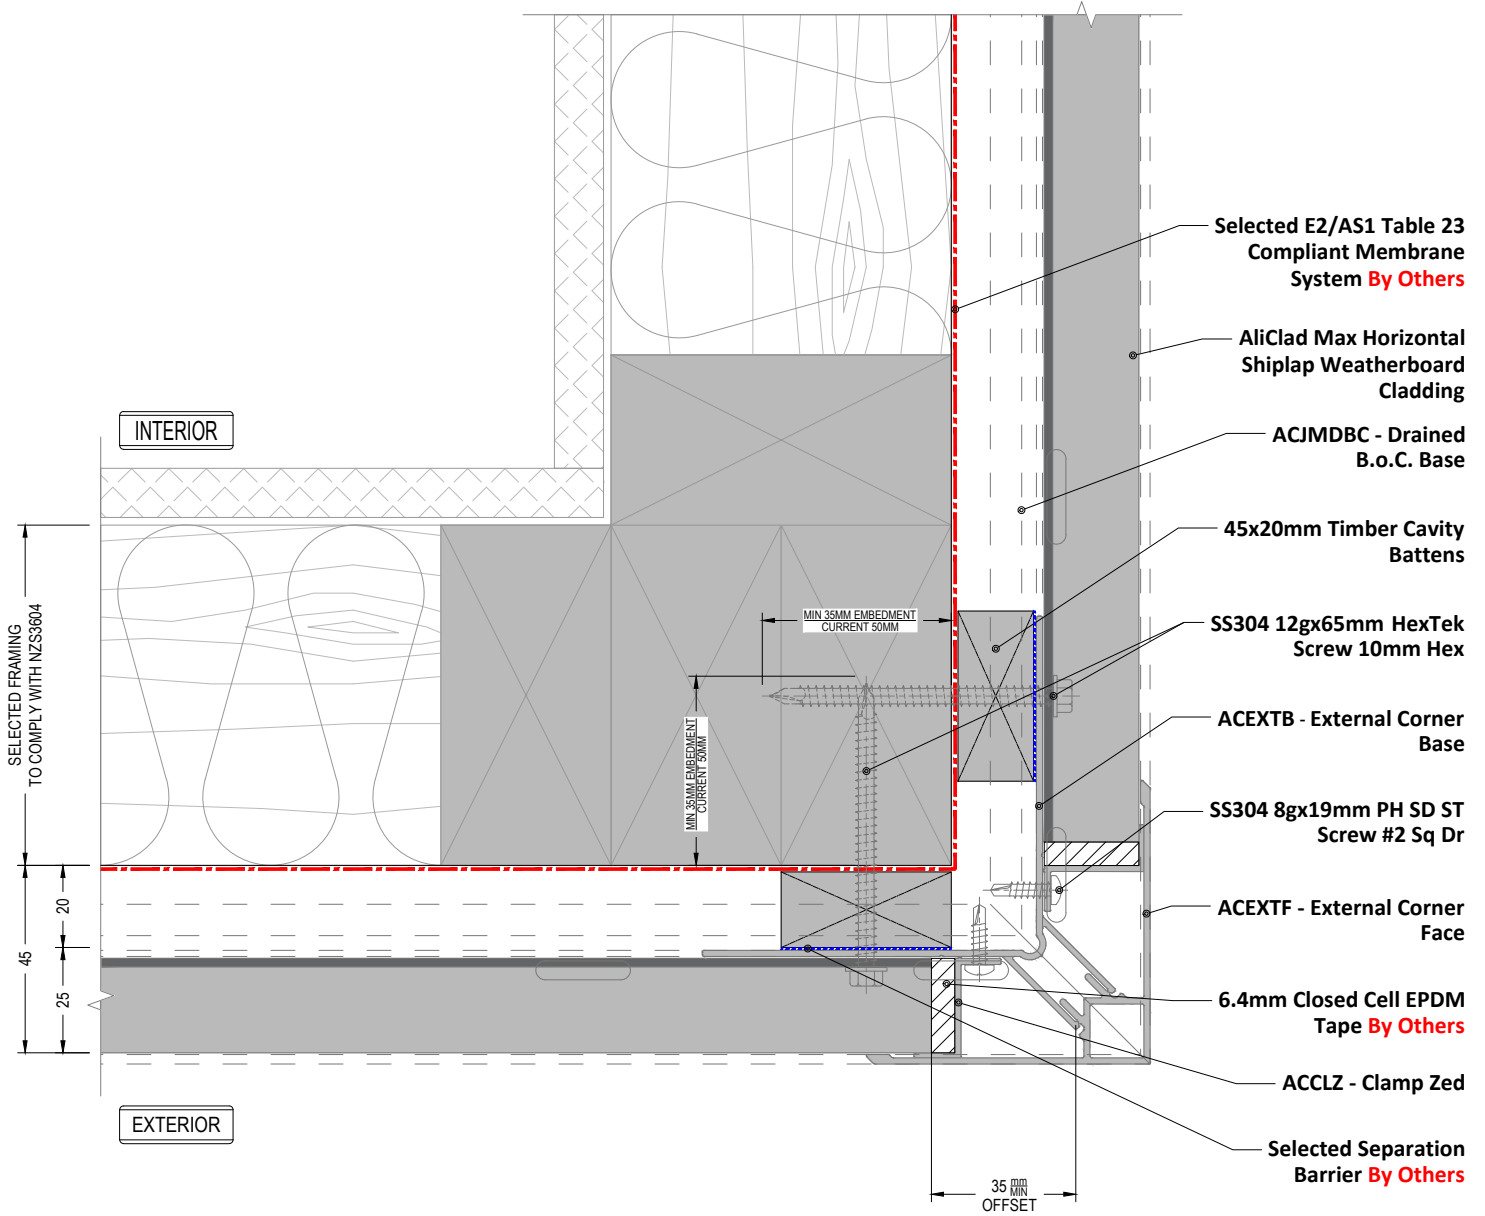 Selected E2/AS1 Table 23
Compliant Membrane
System By Others
AliClad Max Horizontal
Shiplap Weatherboard
Cladding
INTERIOR
ACJMDBC - Drained
B.o.C. Base
45x20mm Timber Cavity
Battens
SELECTED FRAMING
TO COMPLY WITH NZS3604
MIN 35MM EMBEDMENT
CURRENT 50MM
SS304 12gx65mm HexTek
Screw 10mm Hex
MIN 35MM EMBEDMENT
CURRENT 50MM
ACEXTB - External Corner
Base
SS304 8gx19mm PH SD ST
Screw #2 Sq Dr
ACEXTF - External Corner
Face
20
45
25
6.4mm Closed Cell EPDM
Tape By Others
ACCLZ - Clamp Zed
EXTERIOR
Selected Separation
Barrier By Others
35 mm
MIN
OFFSET